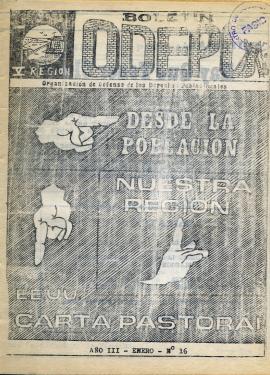 BOLETIN
ODEPO
V REGION
Organización de Defensa de los Derechos Poblacionales
DESDE LA
POBLACION
NUESTRA
REGION
EE.UU.
CARTA PASTORAL
AÑO III - ENERO - Nº 16